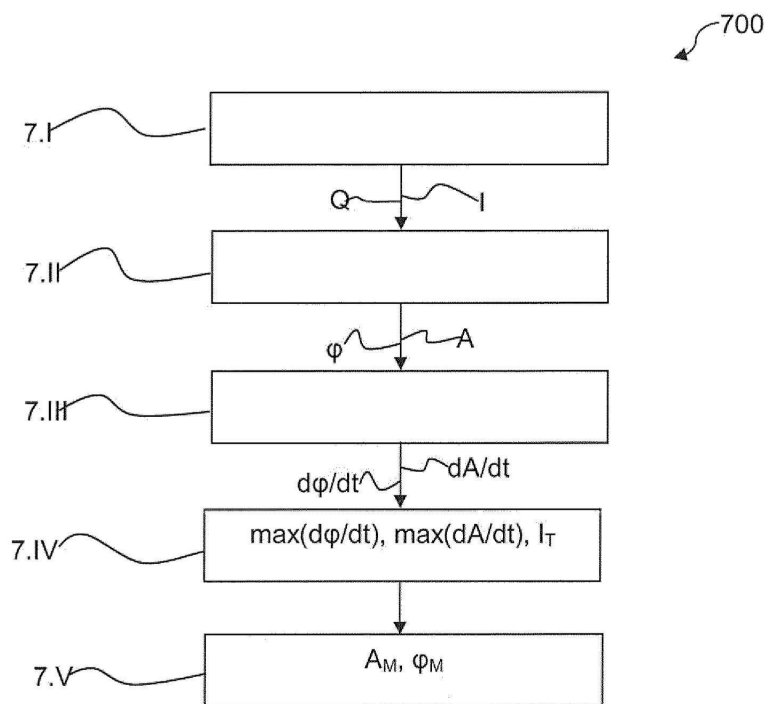 700
7.I
Q I
7.II
φ A
7.III
dφ/dt dA/dt
7.IV max(dφ/dt), max(dA/dt), I_T
7.V A_M, φ_M